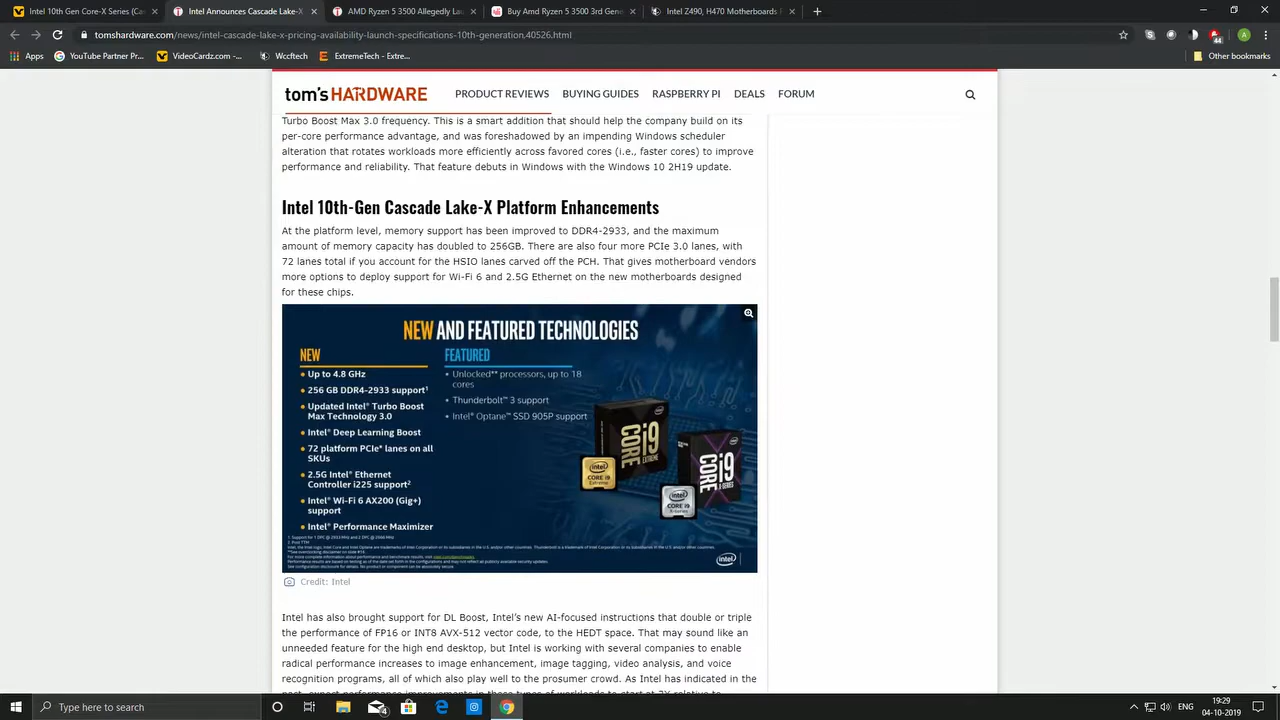 Intel 10th Gen Core-X Series (Cas
Intel Announces Cascade Lake-X
AMD Ryzen 5 3500 Allegedly Lau
Buy AMD Ryzen 5 3500 3rd Gene
Intel Z490, H470 Motherboards
tomshardware.com/news/intel-cascade-lake-x-pricing-availability-launch-specifications-10th-generation,40526.html
Apps
YouTube Partner Pr...
VideoCardz.com -...
Wccftech
ExtremeTech - Extre...
Other bookmarks
tom's HARDWARE
PRODUCT REVIEWS
BUYING GUIDES
RASPBERRY PI
DEALS
FORUM
Turbo Boost Max 3.0 frequency. This is a smart addition that should help the company build on its
per-core performance advantage, and was foreshadowed by an impending Windows scheduler
alteration that rotates workloads more efficiently across favored cores (i.e., faster cores) to improve
performance and reliability. That feature debuts in Windows with the Windows 10 2H19 update.
Intel 10th-Gen Cascade Lake-X Platform Enhancements
At the platform level, memory support has been improved to DDR4-2933, and the maximum
amount of memory capacity has doubled to 256GB. There are also four more PCIe 3.0 lanes, with
72 lanes total if you account for the HSIO lanes carved off the PCH. That gives motherboard vendors
more options to deploy support for Wi-Fi 6 and 2.5G Ethernet on the new motherboards designed
for these chips.
NEW AND FEATURED TECHNOLOGIES
NEW
• Up to 4.8 GHz
• 256 GB DDR4-2933 support¹
• Updated Intel® Turbo Boost
Max Technology 3.0
• Intel® Deep Learning Boost
• 72 platform PCIe* lanes on all
SKUs
• 2.5G Intel® Ethernet
Controller i225 support²
• Intel® Wi-Fi 6 AX200 (Gig+)
support
• Intel® Performance Maximizer
FEATURED
• Unlocked** processors, up to 18
cores
• Thunderbolt™ 3 support
• Intel® Optane™ SSD 905P support
CORE i9
CORE i9
intel
CORE i9
intel
CORE i9
intel
Credit: Intel
Intel has also brought support for DL Boost, Intel's new AI-focused instructions that double or triple
the performance of FP16 or INT8 AVX-512 vector code, to the HEDT space. That may sound like an
unneeded feature for the high end desktop, but Intel is working with several companies to enable
radical performance increases to image enhancement, image tagging, video analysis, and voice
recognition programs, all of which also play well to the prosumer crowd. As Intel has indicated in the
Type here to search
4
ENG
19:29
04-10-2019